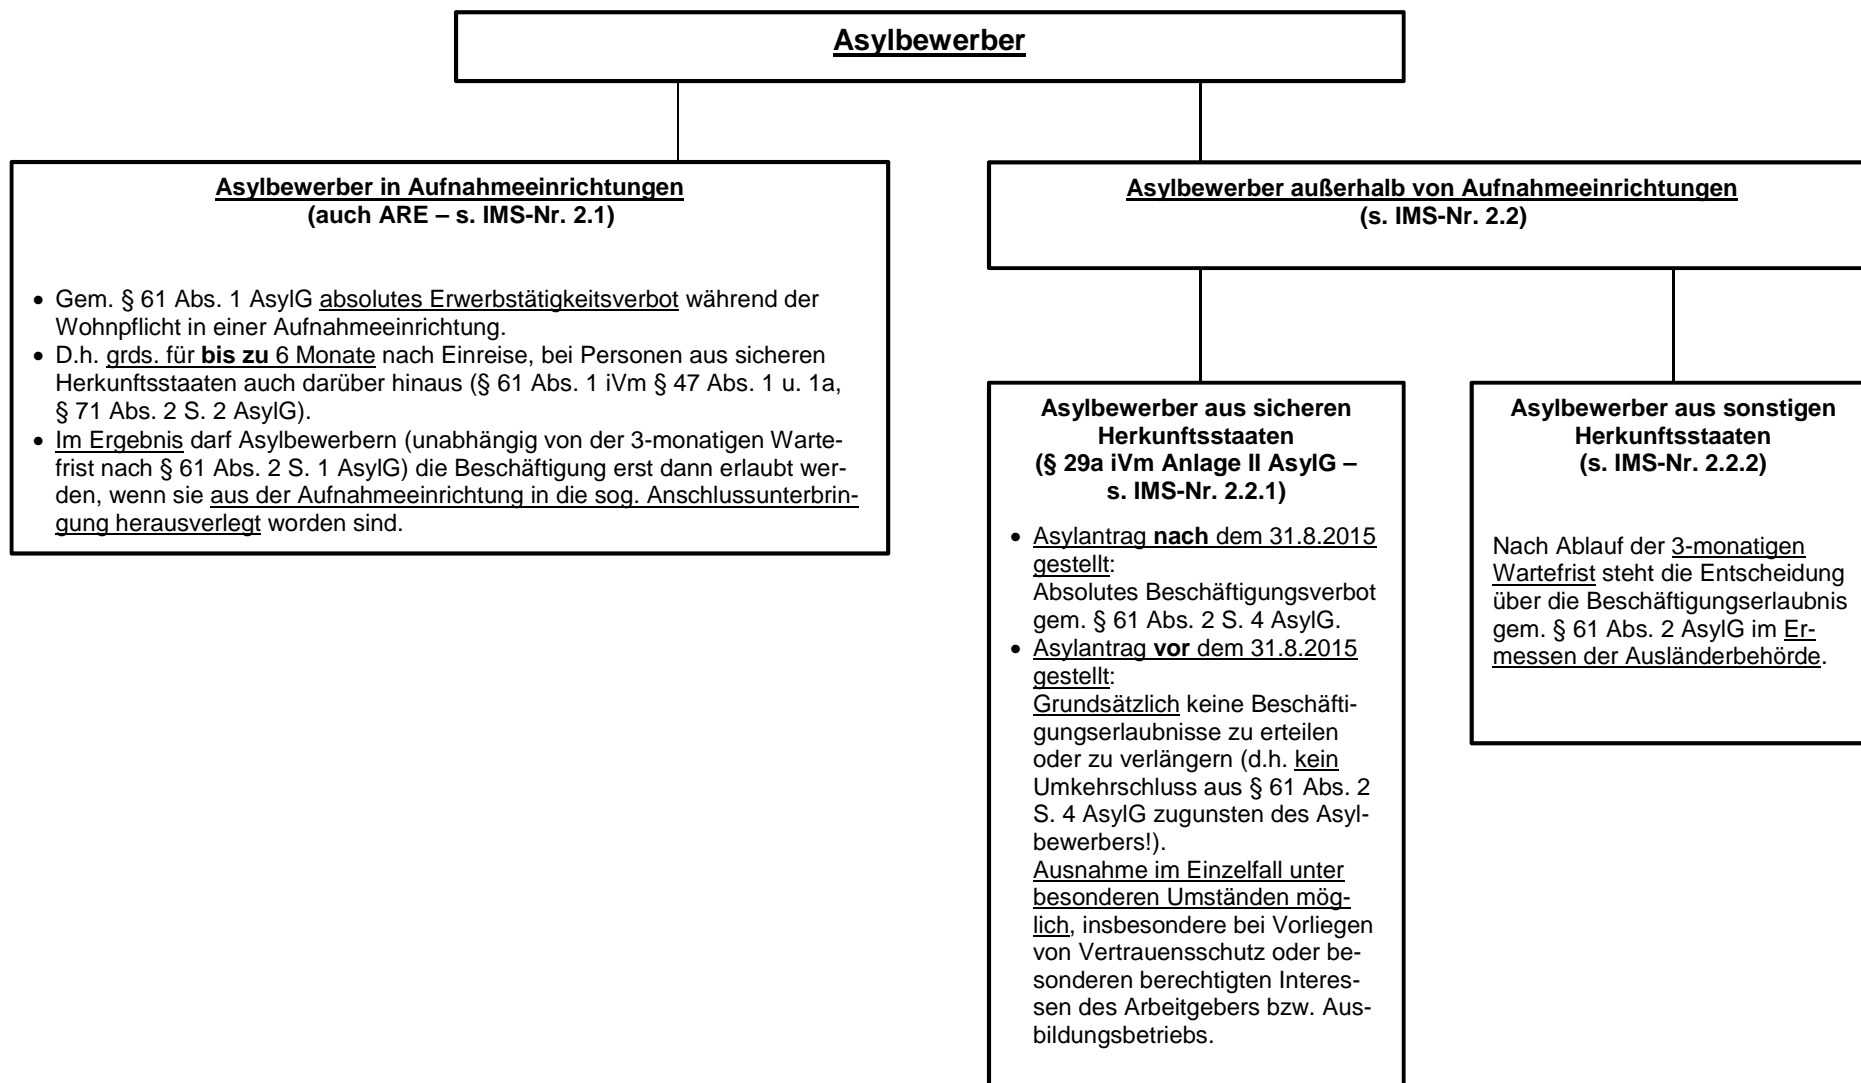 Asylbewerber
Asylbewerber in Aufnahmeeinrichtungen
(auch ARE – s. IMS-Nr. 2.1)
• Gem. § 61 Abs. 1 AsylG absolutes Erwerbstätigkeitsverbot während der
Wohnpflicht in einer Aufnahmeeinrichtung.
• D.h. grds. für bis zu 6 Monate nach Einreise, bei Personen aus sicheren
Herkunftsstaaten auch darüber hinaus (§ 61 Abs. 1 iVm § 47 Abs. 1 u. 1a,
§ 71 Abs. 2 S. 2 AsylG).
• Im Ergebnis darf Asylbewerbern (unabhängig von der 3-monatigen Warte-
frist nach § 61 Abs. 2 S. 1 AsylG) die Beschäftigung erst dann erlaubt wer-
den, wenn sie aus der Aufnahmeeinrichtung in die sog. Anschlussunterbrin-
gung herausverlegt worden sind.
Asylbewerber außerhalb von Aufnahmeeinrichtungen
(s. IMS-Nr. 2.2)
Asylbewerber aus sicheren
Herkunftsstaaten
(§ 29a iVm Anlage II AsylG –
s. IMS-Nr. 2.2.1)
• Asylantrag nach dem 31.8.2015
gestellt:
Absolutes Beschäftigungsverbot
gem. § 61 Abs. 2 S. 4 AsylG.
• Asylantrag vor dem 31.8.2015
gestellt:
Grundsätzlich keine Beschäfti-
gungserlaubnisse zu erteilen
oder zu verlängern (d.h. kein
Umkehrschluss aus § 61 Abs. 2
S. 4 AsylG zugunsten des Asyl-
bewerbers!).
Ausnahme im Einzelfall unter
besonderen Umständen mög-
lich, insbesondere bei Vorliegen
von Vertrauensschutz oder be-
sonderen berechtigten Interes-
sen des Arbeitgebers bzw. Aus-
bildungsbetriebs.
Asylbewerber aus sonstigen
Herkunftsstaaten
(s. IMS-Nr. 2.2.2)
Nach Ablauf der 3-monatigen
Wartefrist steht die Entscheidung
über die Beschäftigungserlaubnis
gem. § 61 Abs. 2 AsylG im Er-
messen der Ausländerbehörde.